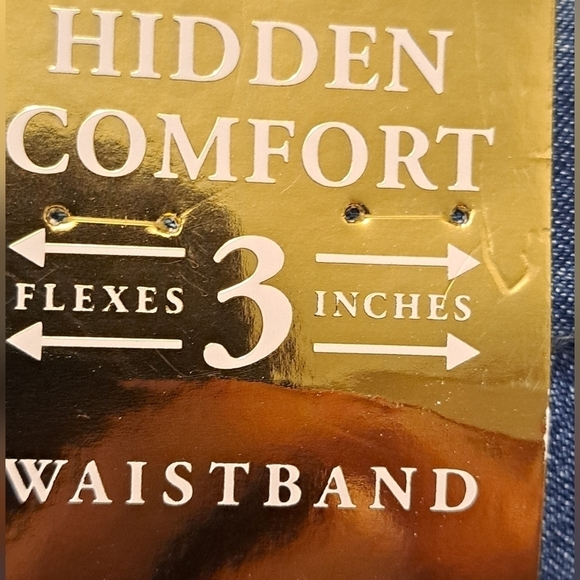 HIDDEN
COMFORT
FLEXES 3 INCHES
WAISTBAND